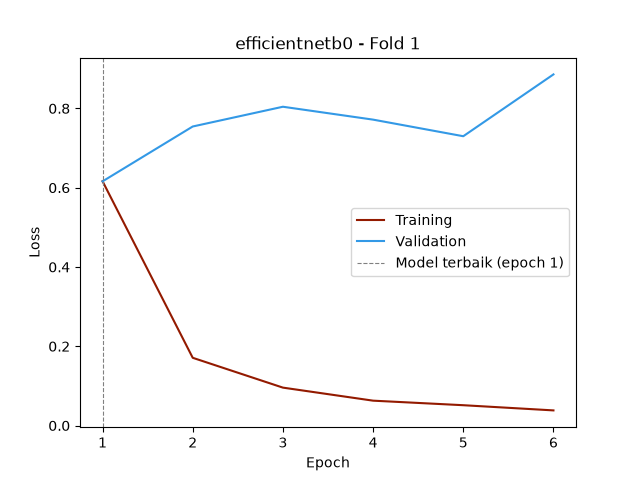 efficientnetb0 - Fold 1
Loss
0.8
0.6
0.4
0.2
0.0
Training
Validation
Model terbaik (epoch 1)
1 2 3 4 5 6
Epoch